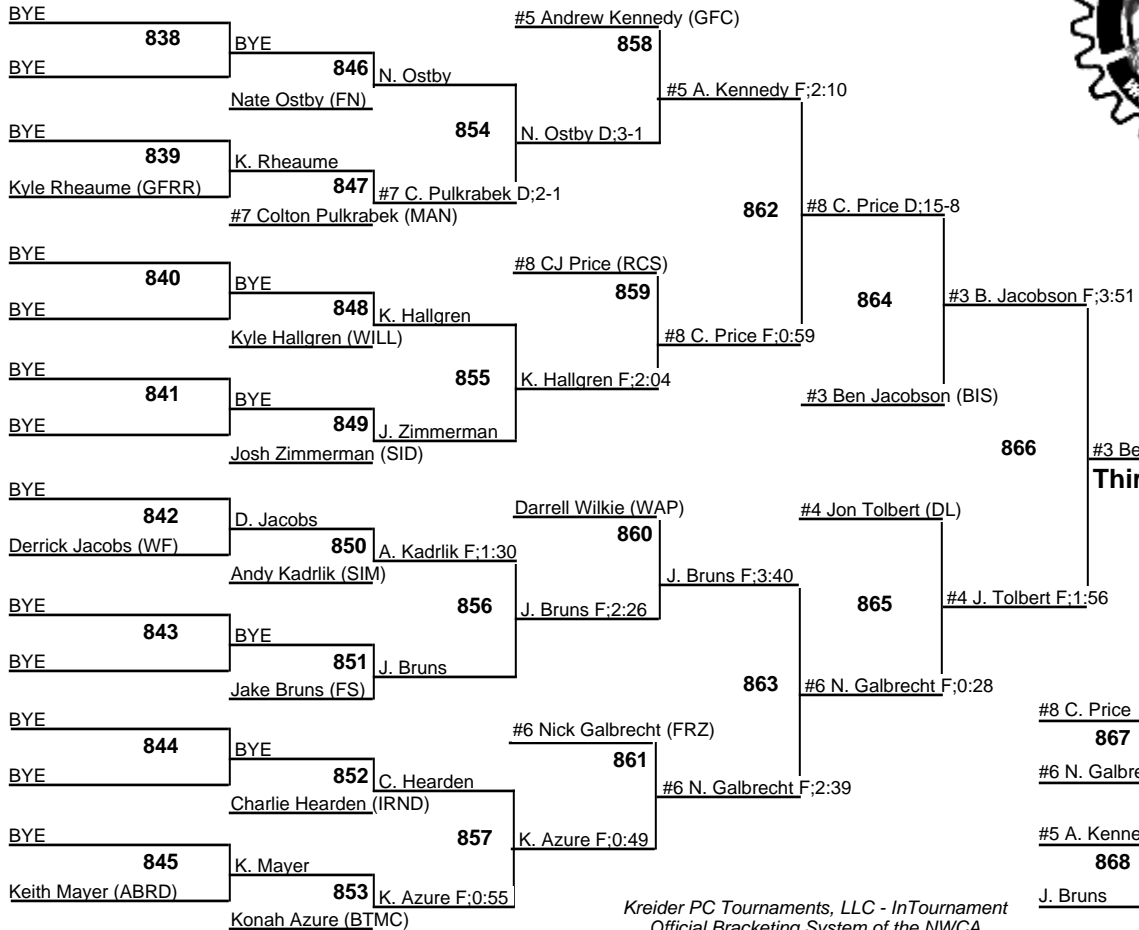 BYE
838
BYE
BYE
846
N. Ostby
Nate Ostby (FN)
BYE
839
K. Rheaume
Kyle Rheaume (GFRR)
847
#7 C. Pulkrabek D;2-1
#7 Colton Pulkrabek (MAN)
854
N. Ostby D;3-1
#5 Andrew Kennedy (GFC)
858
#5 A. Kennedy F;2:10
BYE
840
BYE
BYE
848
K. Hallgren
Kyle Hallgren (WILL)
BYE
841
BYE
BYE
849
J. Zimmerman
Josh Zimmerman (SID)
855
K. Hallgren F;2:04
#8 CJ Price (RCS)
859
#8 C. Price F;0:59
862
#8 C. Price D;15-8
864
#3 B. Jacobson F;3:51
#3 Ben Jacobson (BIS)
BYE
842
D. Jacobs
Derrick Jacobs (WF)
850
A. Kadrlik F;1:30
Andy Kadrlik (SIM)
BYE
843
BYE
BYE
851
J. Bruns
Jake Bruns (FS)
856
J. Bruns F;2:26
Darrell Wilkie (WAP)
860
J. Bruns F;3:40
BYE
844
BYE
BYE
852
C. Hearden
Charlie Hearden (IRND)
BYE
845
K. Mayer
Keith Mayer (ABRD)
853
K. Azure F;0:55
Konah Azure (BTMC)
857
K. Azure F;0:49
#6 Nick Galbrecht (FRZ)
861
#6 N. Galbrecht F;2:39
863
#6 N. Galbrecht F;0:28
#4 Jon Tolbert (DL)
865
#4 J. Tolbert F;1:56
866
#3 Be
Thir
#8 C. Price
867
#6 N. Galbre
#5 A. Kenne
868
J. Bruns
Kreider PC Tournaments, LLC - InTournament
Official Bracketing System of the NWCA